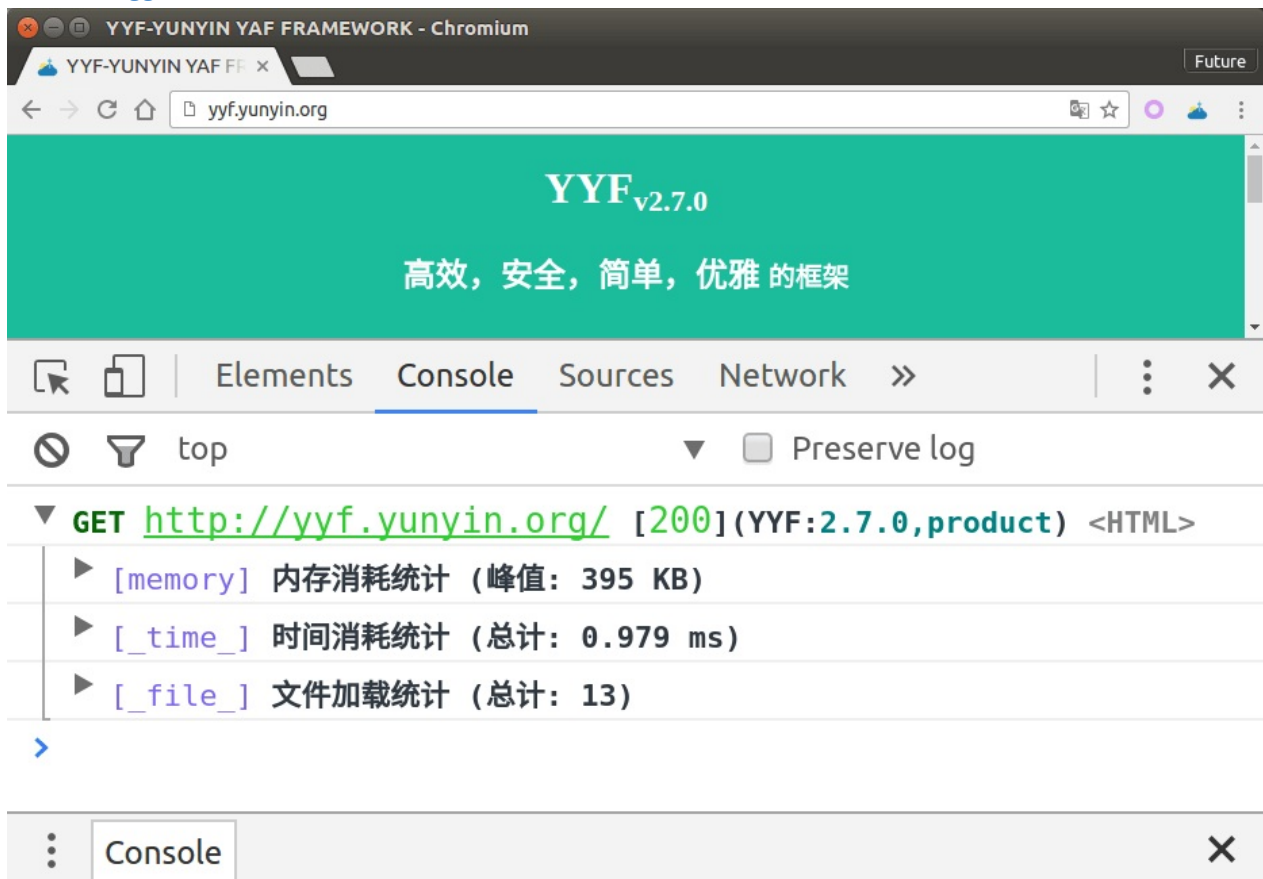 YYF-YUNYIN YAF FRAMEWORK - Chromium
YYF-YUNYIN YAF FR
Future
yyf.yunyin.org
YYFv2.7.0
高效，安全，简单，优雅 的框架
Elements Console Sources Network »
top Preserve log
GET http://yyf.yunyin.org/ [200](YYF:2.7.0,product) <HTML>
[memory] 内存消耗统计 (峰值: 395 KB)
[_time_] 时间消耗统计 (总计: 0.979 ms)
[_file_] 文件加载统计 (总计: 13)
Console